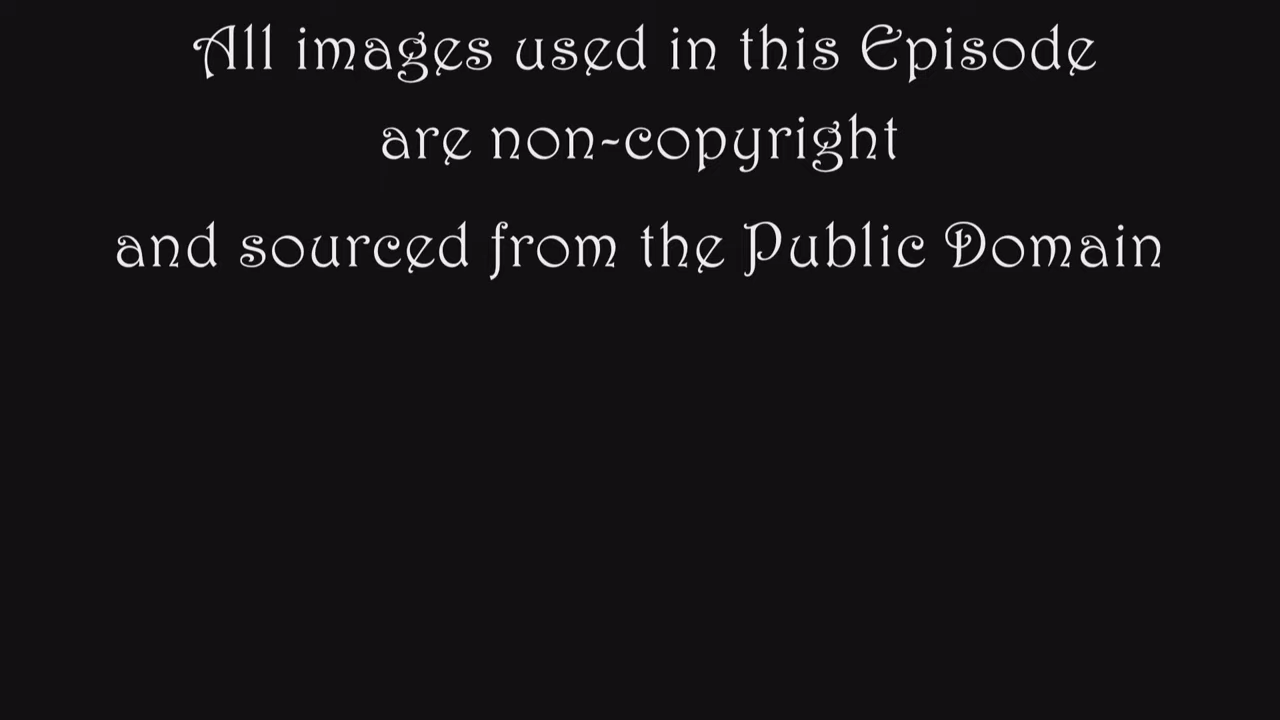 All images used in this Episode
are non-copyright
and sourced from the Public Domain